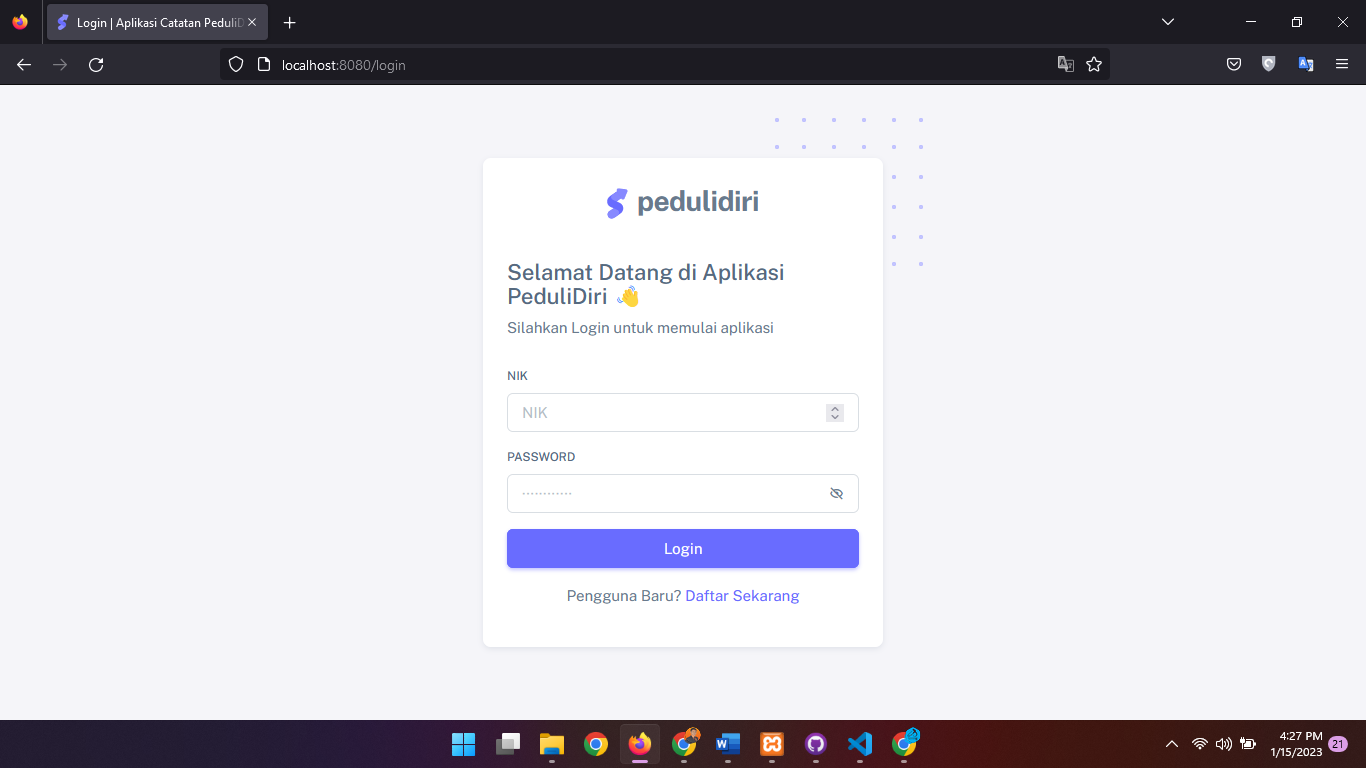 Login | Aplikasi Catatan PeduliD
localhost:8080/login
pedulidiri
Selamat Datang di Aplikasi
PeduliDiri 👋
Silahkan Login untuk memulai aplikasi
NIK
NIK
PASSWORD
············
Login
Pengguna Baru? Daftar Sekarang
4:27 PM
1/15/2023
21